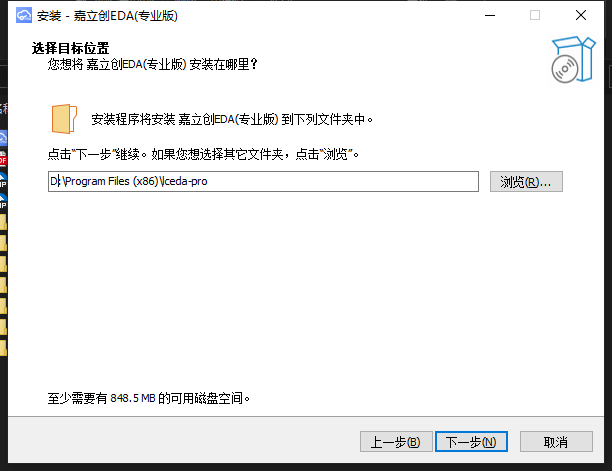 安装 - 嘉立创EDA(专业版)
选择目标位置
您想将 嘉立创EDA(专业版) 安装在哪里？
安装程序将安装 嘉立创EDA(专业版) 到下列文件夹中。
点击“下一步”继续。如果您想选择其它文件夹，点击“浏览”。
D:\Program Files (x86)\lceda-pro
浏览(R)...
至少需要有 848.5 MB 的可用磁盘空间。
上一步(B)
下一步(N)
取消